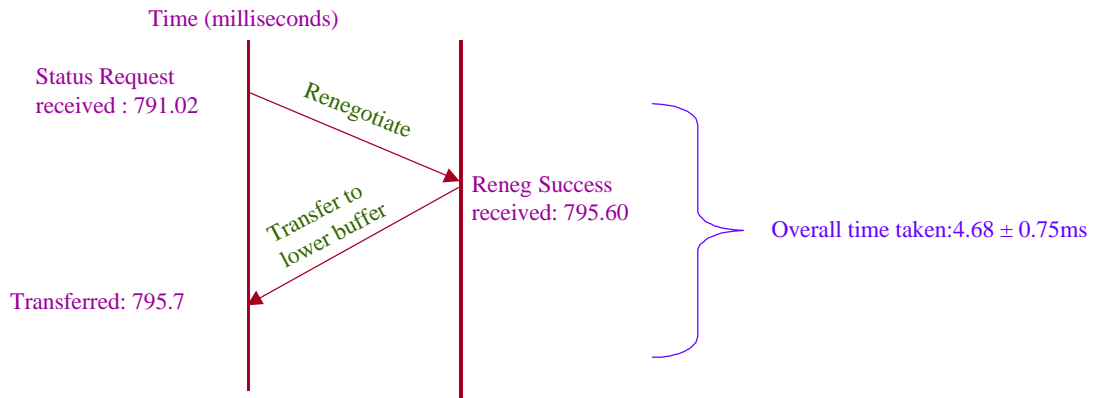 Time (milliseconds)
Status Request
received : 791.02
Renegotiate
Reneg Success
received: 795.60
Transfer to
lower buffer
Overall time taken:4.68 ± 0.75ms
Transferred: 795.7